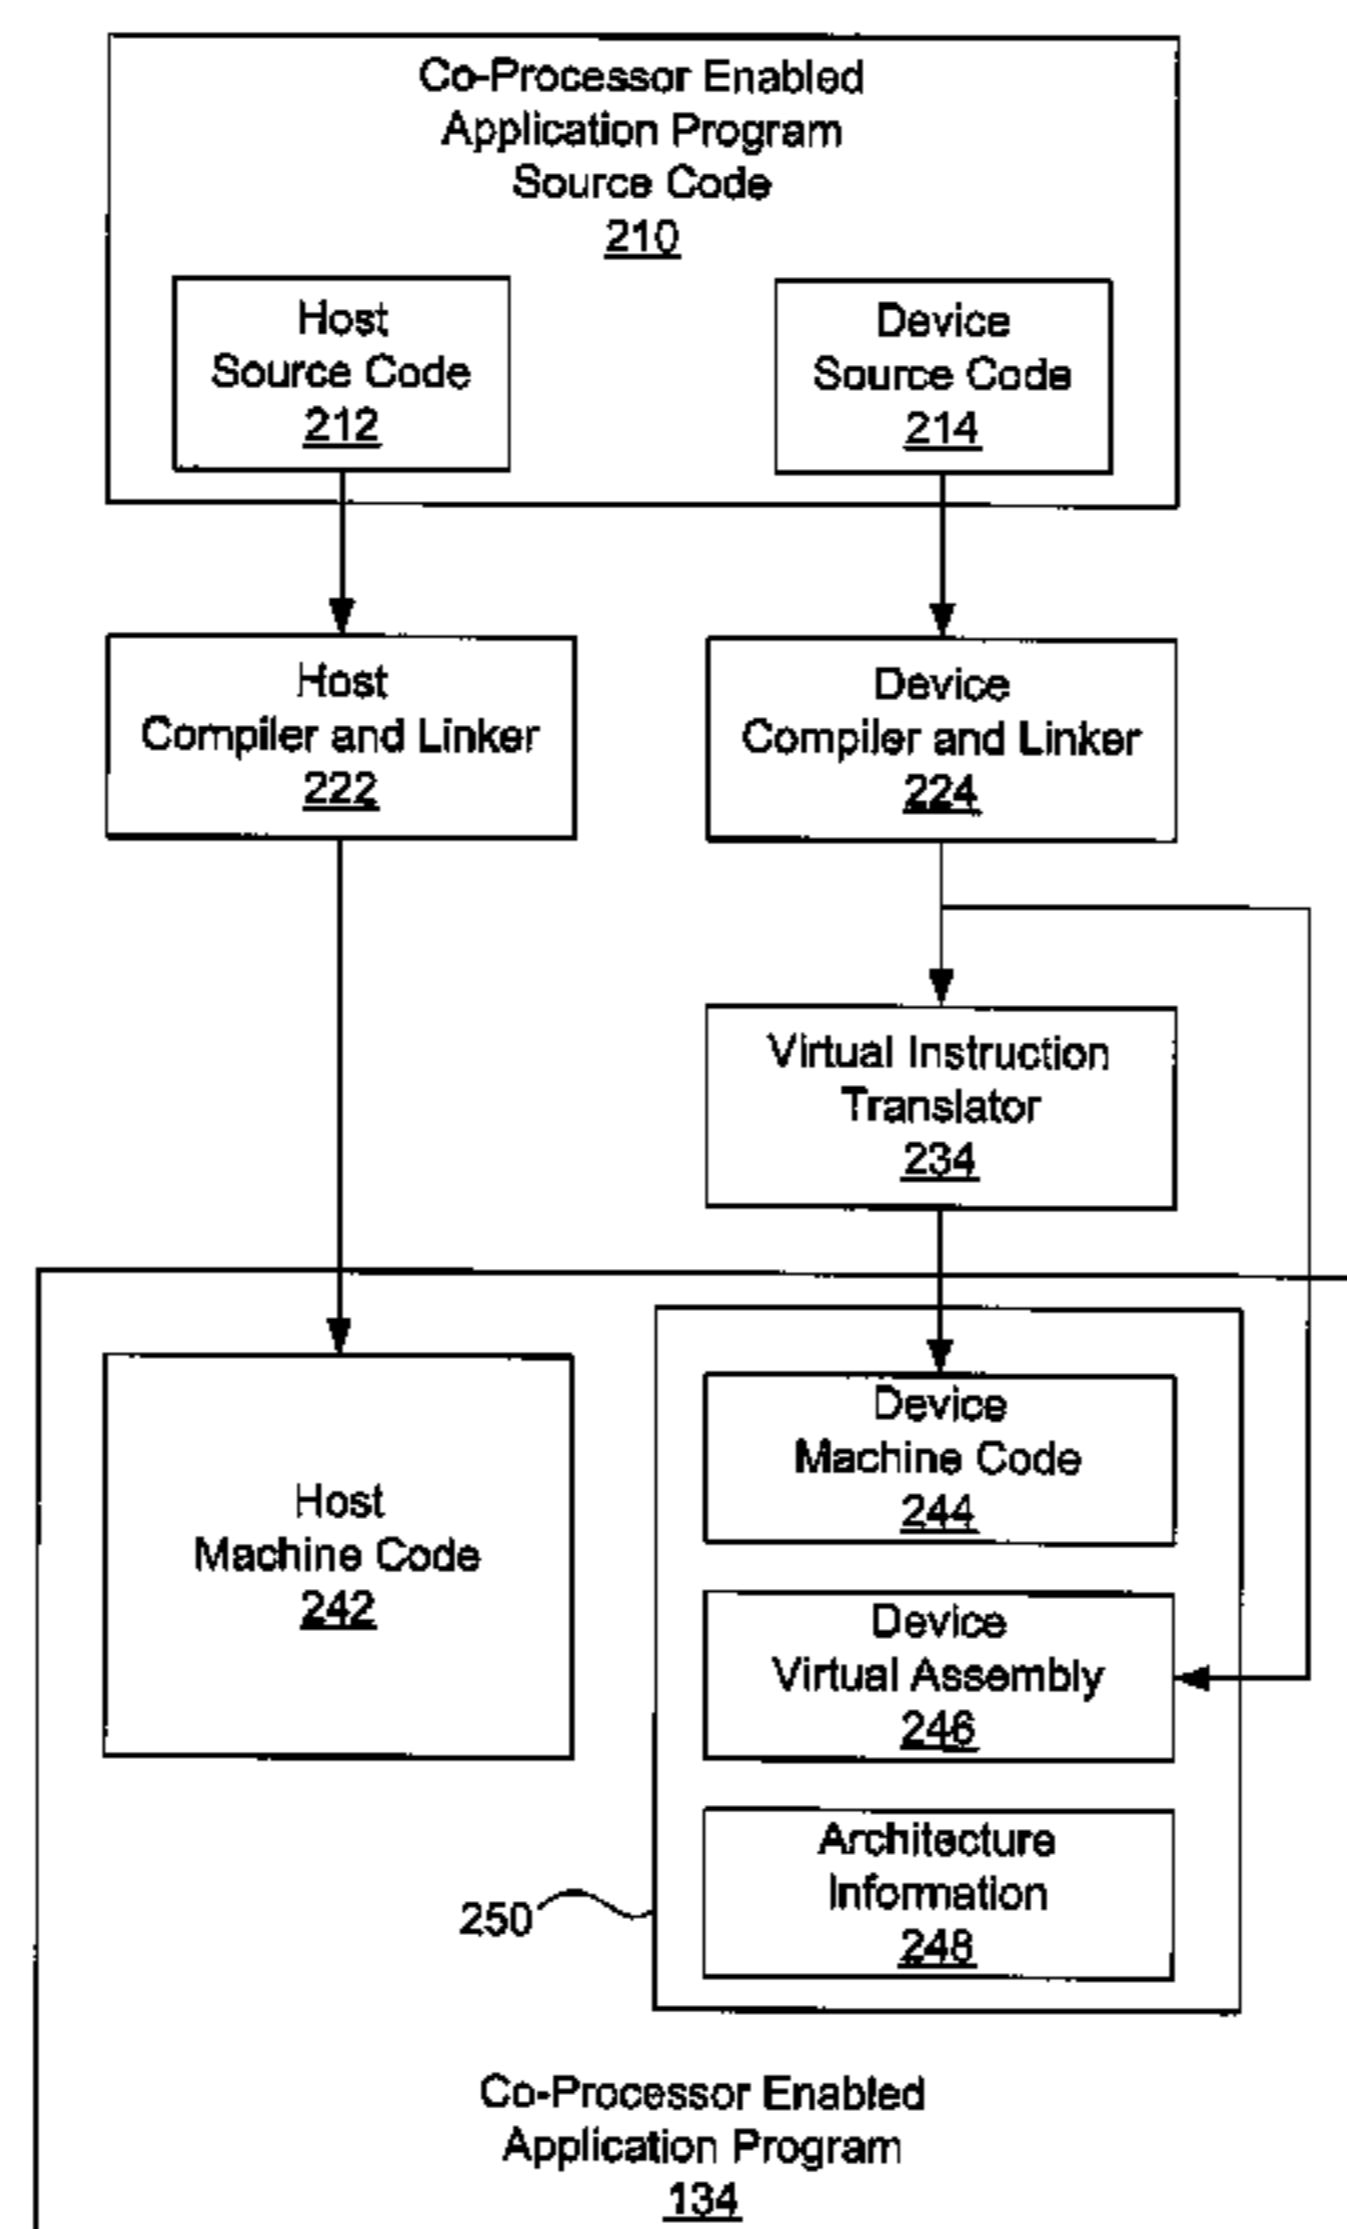 Co-Processor Enabled
Application Program
Source Code
210
Host
Source Code
212
Device
Source Code
214
Host
Compiler and Linker
222
Device
Compiler and Linker
224
Virtual Instruction
Translator
234
Host
Machine Code
242
Device
Machine Code
244
Device
Virtual Assembly
246
Architecture
Information
248
250
Co-Processor Enabled
Application Program
134